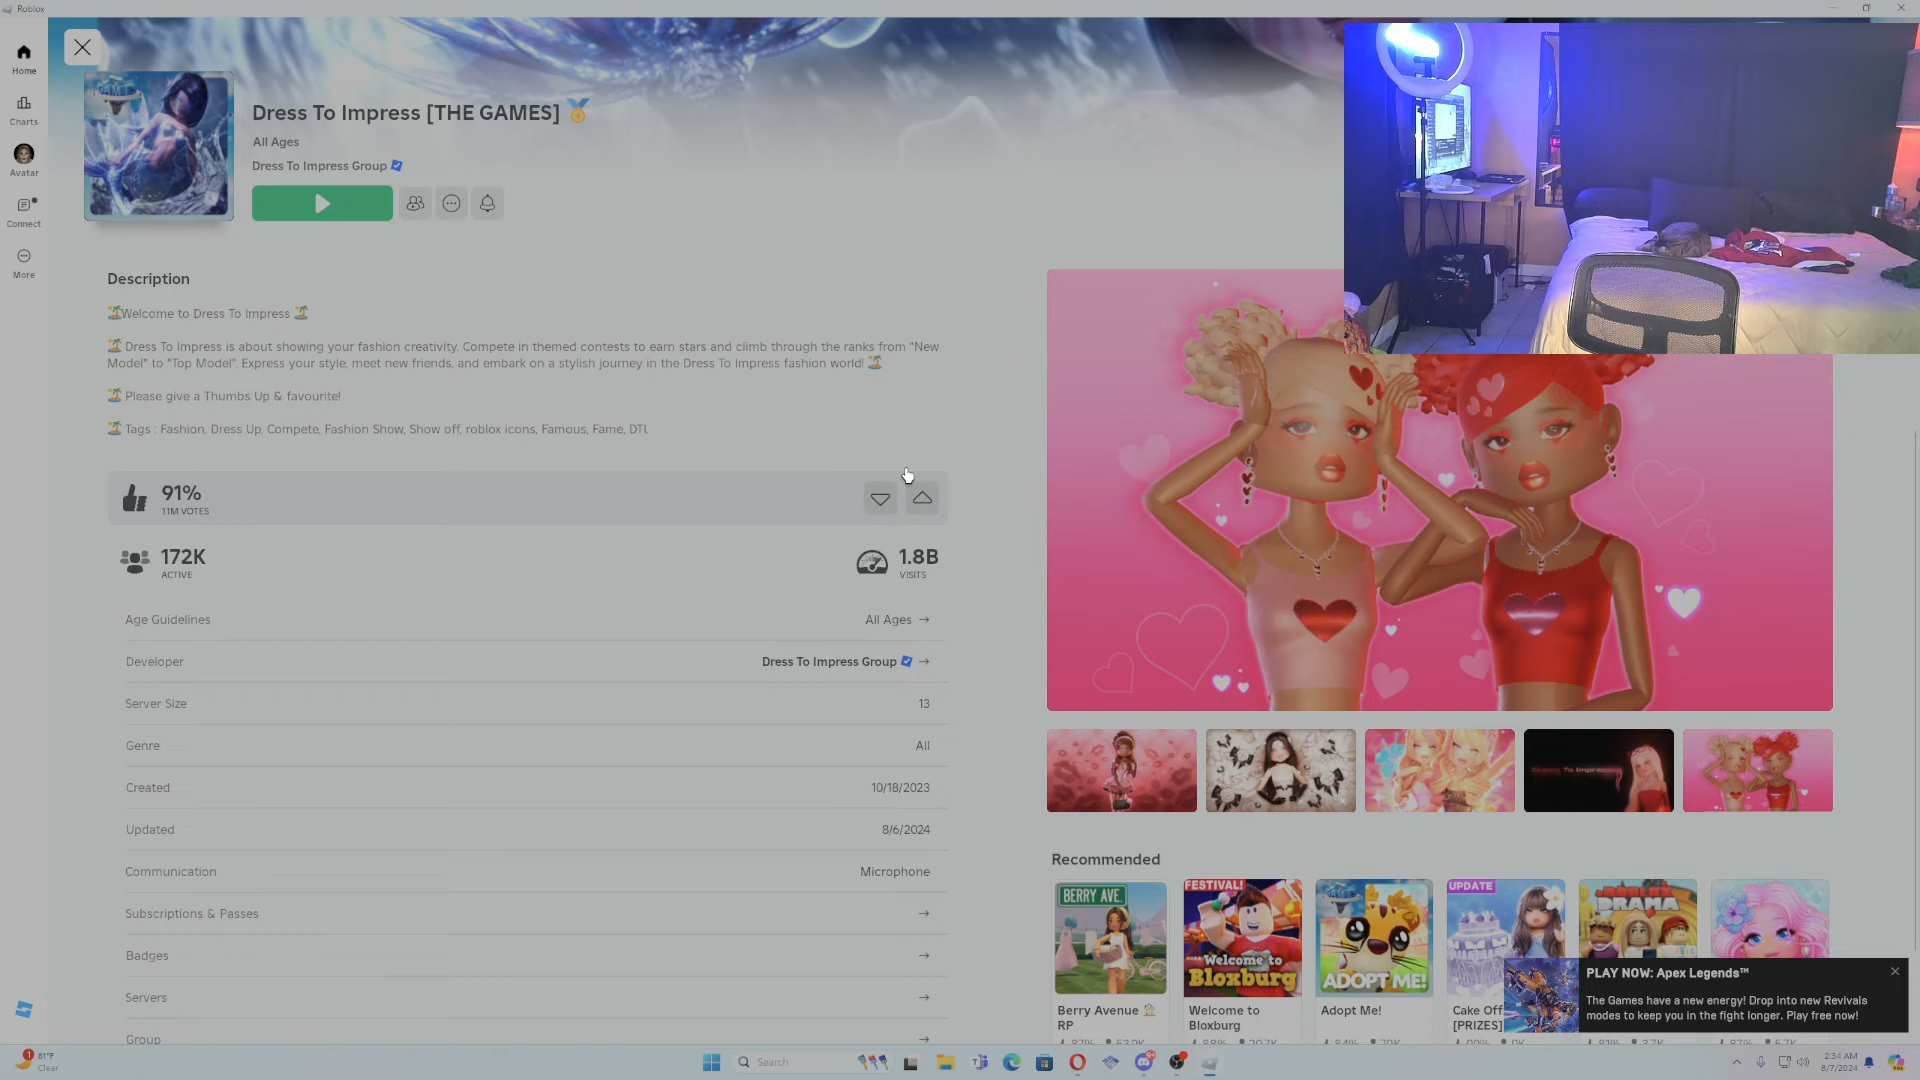 Roblox
Home
Charts
Avatar
Connect
More
Dress To Impress [THE GAMES] 🏅
All Ages
Dress To Impress Group
Description
🏝️Welcome to Dress To Impress 🏝️
🏝️ Dress To Impress is about showing your fashion creativity. Compete in themed contests to earn stars and climb through the ranks from "New
Model" to "Top Model". Express your style, meet new friends, and embark on a stylish journey in the Dress To Impress fashion world! 🏝️
🏝️ Please give a Thumbs Up & favourite!
🏝️ Tags : Fashion, Dress Up, Compete, Fashion Show, Show off, roblox icons, Famous, Fame, DTI.
91%
1.1M VOTES
172K
ACTIVE
1.8B
VISITS
Age Guidelines
All Ages →
Developer
Dress To Impress Group →
Server Size
13
Genre
All
Created
10/18/2023
Updated
8/6/2024
Communication
Microphone
Subscriptions & Passes →
Badges →
Servers →
Group
Dress To Impress
Recommended
BERRY AVE.
Berry Avenue 🏠
RP
FESTIVAL!
Welcome to
Bloxburg
Welcome to
Bloxburg
ADOPT ME!
Adopt Me!
UPDATE
Cake Off
[PRIZES]
ROBLOX
DRAMA
PLAY NOW: Apex Legends™
The Games have a new energy! Drop into new Revivals
modes to keep you in the fight longer. Play free now!
1
81°F
Clear
Search
2:34 AM
8/7/2024